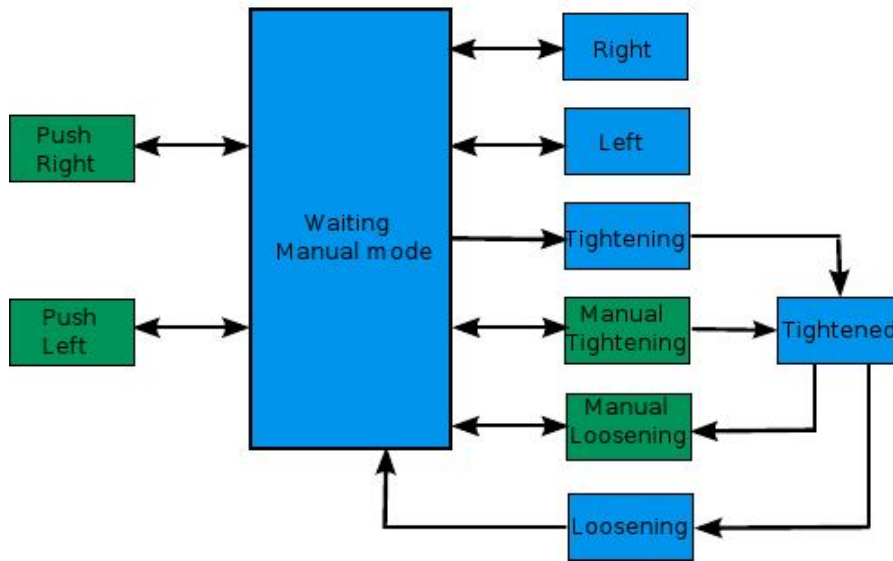 Right
Push
Right
Left
Waiting
Manual mode
Tightening
Push
Left
Manual
Tightening
Tightened
Manual
Loosening
Loosening